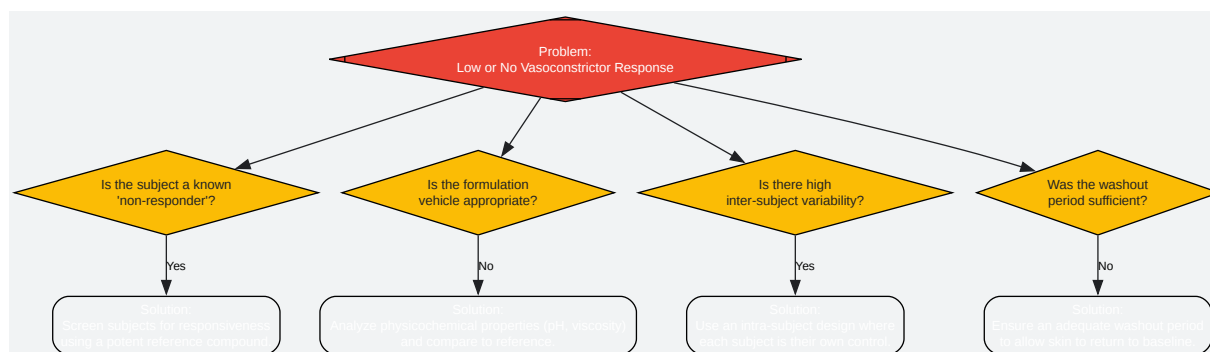 Problem:
Low or No Vasoconstrictor Response
Is the subject a known
'non-responder'?
Is the formulation
vehicle appropriate?
Is there high
inter-subject variability?
Was the washout
period sufficient?
Yes
No
Yes
No
Solution:
Screen subjects for responsiveness
using a potent reference compound.
Solution:
Analyze physicochemical properties (pH, viscosity)
and compare to reference.
Solution:
Use an intra-subject design where
each subject is their own control.
Solution:
Ensure an adequate washout period
to allow skin to return to baseline.